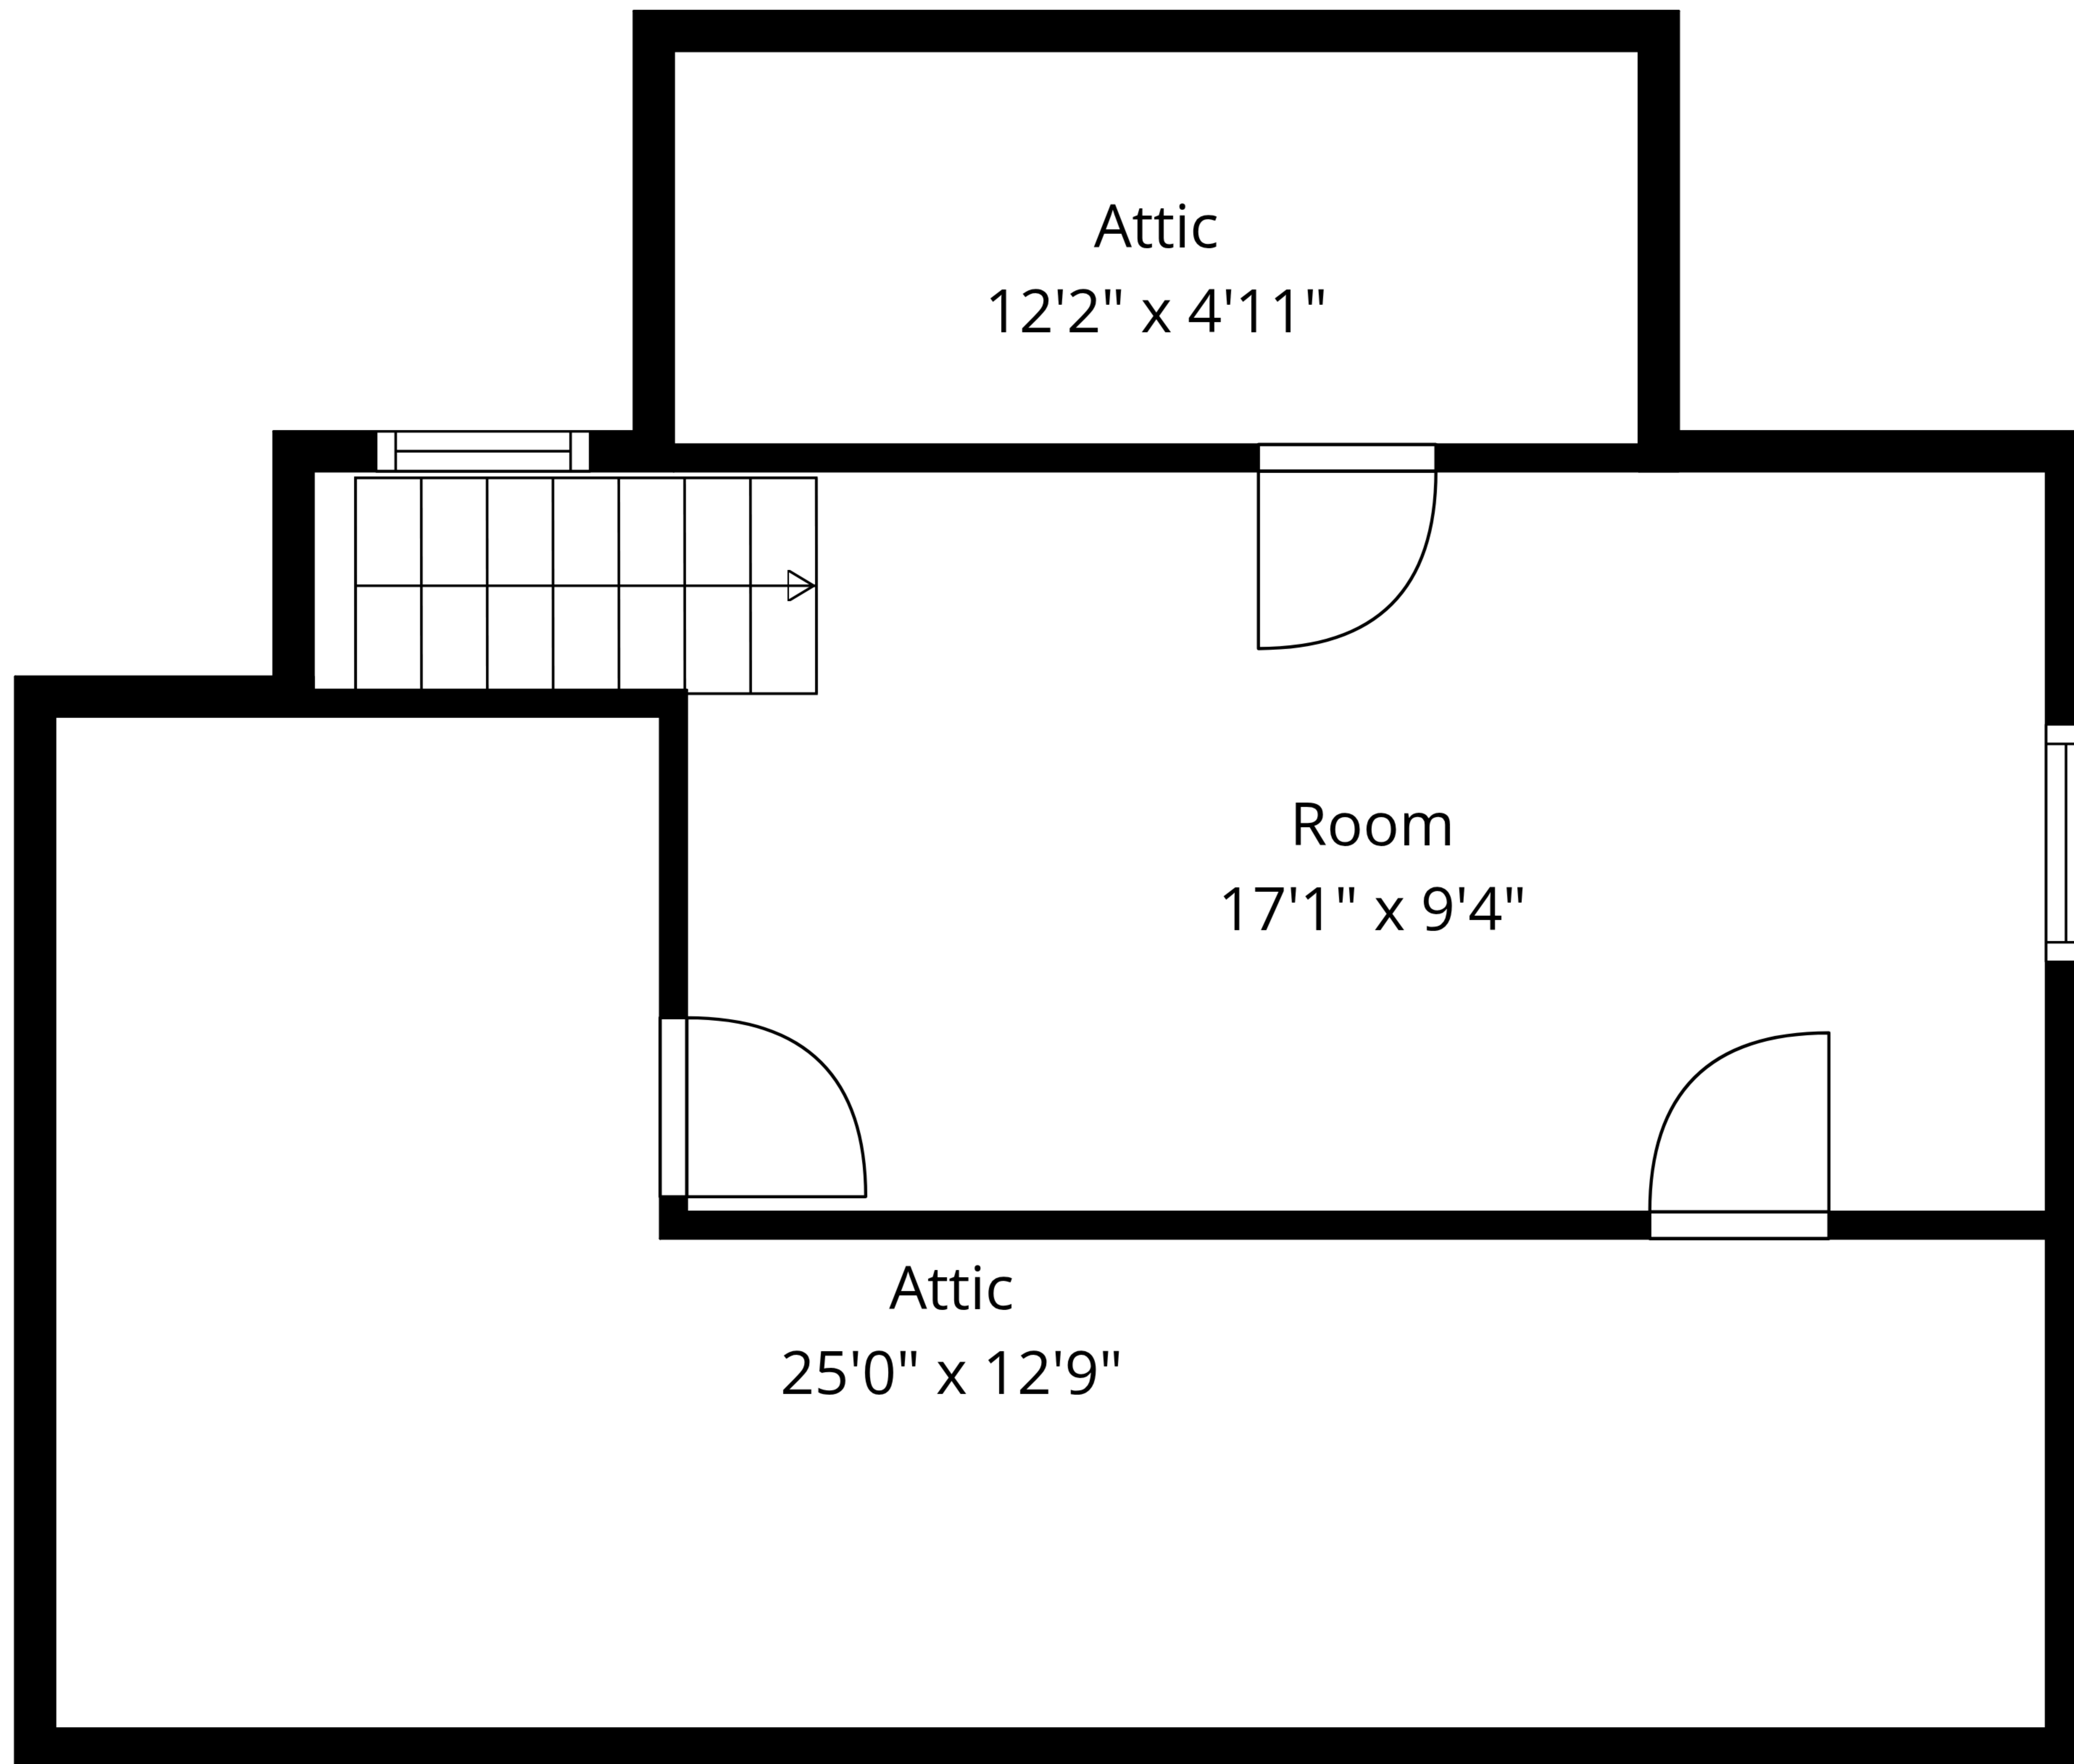 Attic
12'2" x 4'11"
Room
17'1" x 9'4"
Attic
25'0" x 12'9"